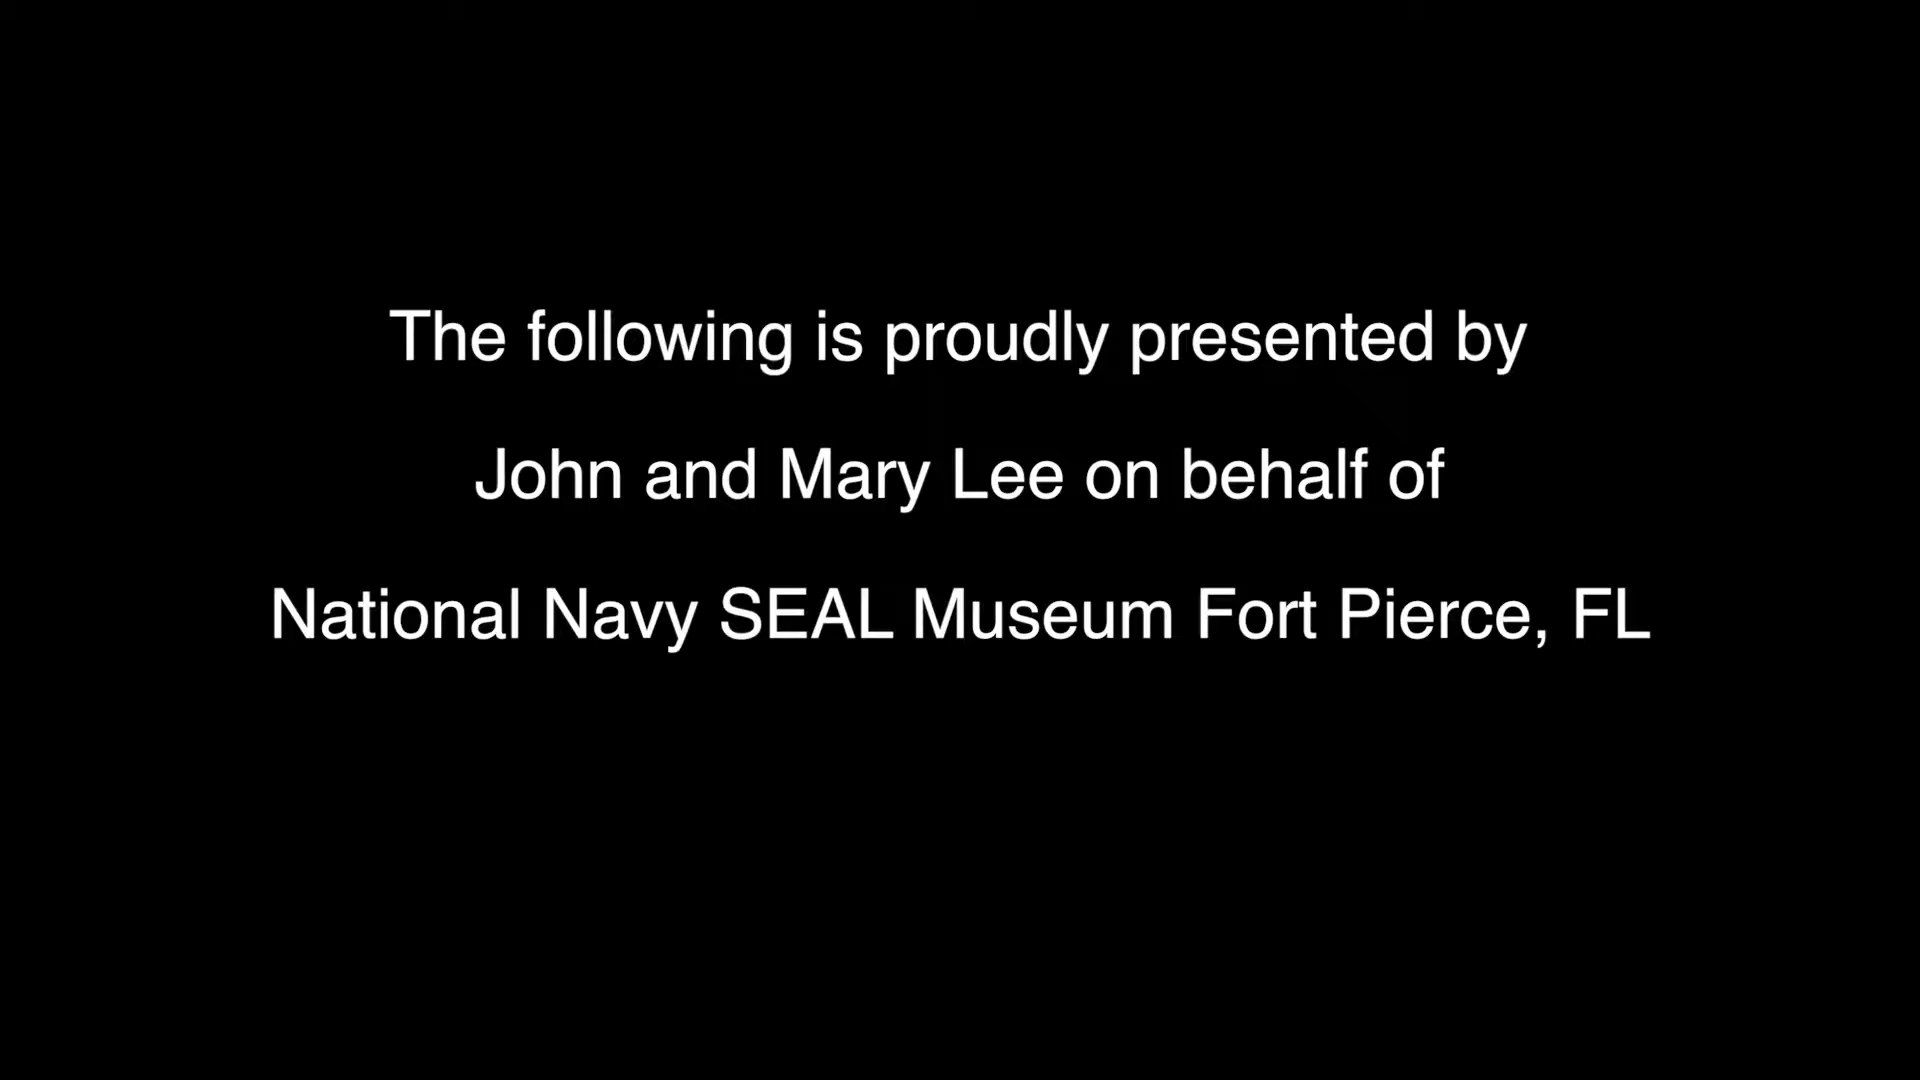 The following is proudly presented by
John and Mary Lee on behalf of
National Navy SEAL Museum Fort Pierce, FL